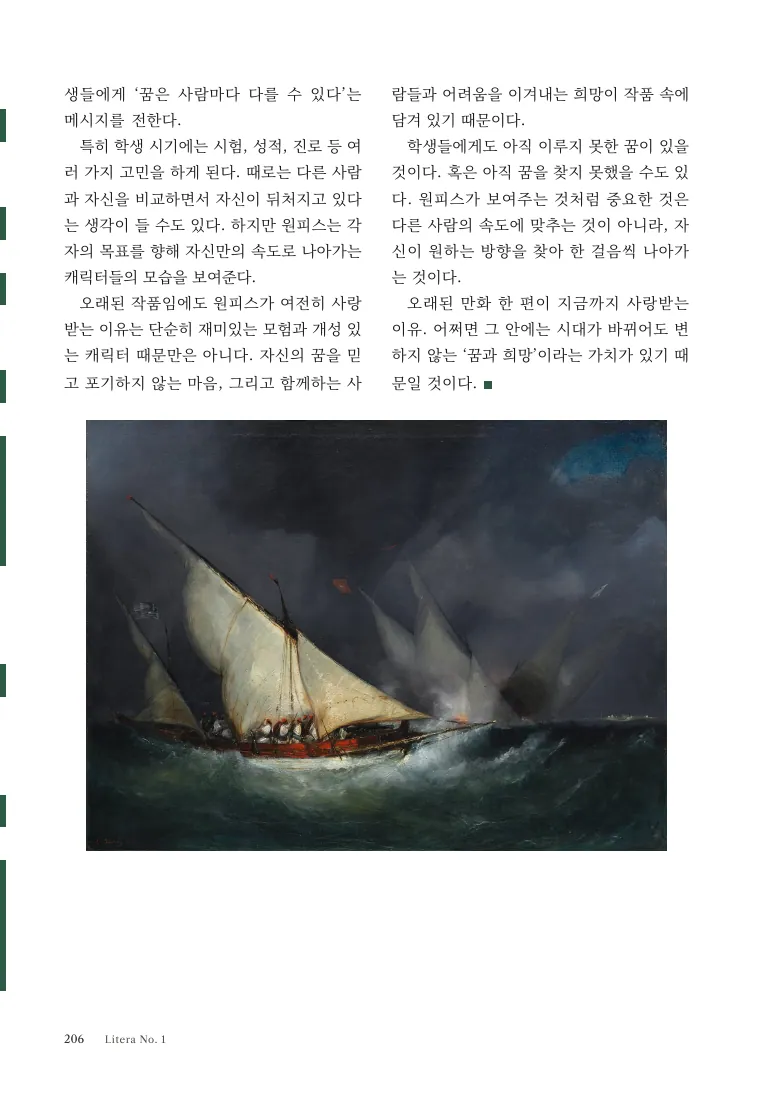 생들에게 ‘꿈은 사람마다 다를 수 있다’는
메시지를 전한다.
특히 학생 시기에는 시험, 성적, 진로 등 여
러 가지 고민을 하게 된다. 때로는 다른 사람
과 자신을 비교하면서 자신이 뒤처지고 있다
는 생각이 들 수도 있다. 하지만 원피스는 각
자의 목표를 향해 자신만의 속도로 나아가는
캐릭터들의 모습을 보여준다.
오래된 작품임에도 원피스가 여전히 사랑
받는 이유는 단순히 재미있는 모험과 개성 있
는 캐릭터 때문만은 아니다. 자신의 꿈을 믿
고 포기하지 않는 마음, 그리고 함께하는 사
람들과 어려움을 이겨내는 희망이 작품 속에
담겨 있기 때문이다.
학생들에게도 아직 이루지 못한 꿈이 있을
것이다. 혹은 아직 꿈을 찾지 못했을 수도 있
다. 원피스가 보여주는 것처럼 중요한 것은
다른 사람의 속도에 맞추는 것이 아니라, 자
신이 원하는 방향을 찾아 한 걸음씩 나아가
는 것이다.
오래된 만화 한 편이 지금까지 사랑받는
이유. 어쩌면 그 안에는 시대가 바뀌어도 변
하지 않는 ‘꿈과 희망’이라는 가치가 있기 때
문일 것이다. ■
206 Litera No. 1